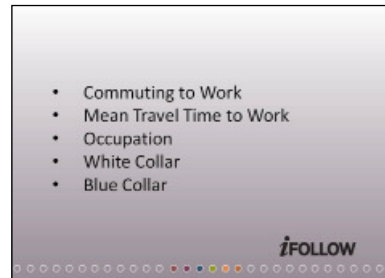 • Commuting to Work
• Mean Travel Time to Work
• Occupation
• White Collar
• Blue Collar
iFOLLOW